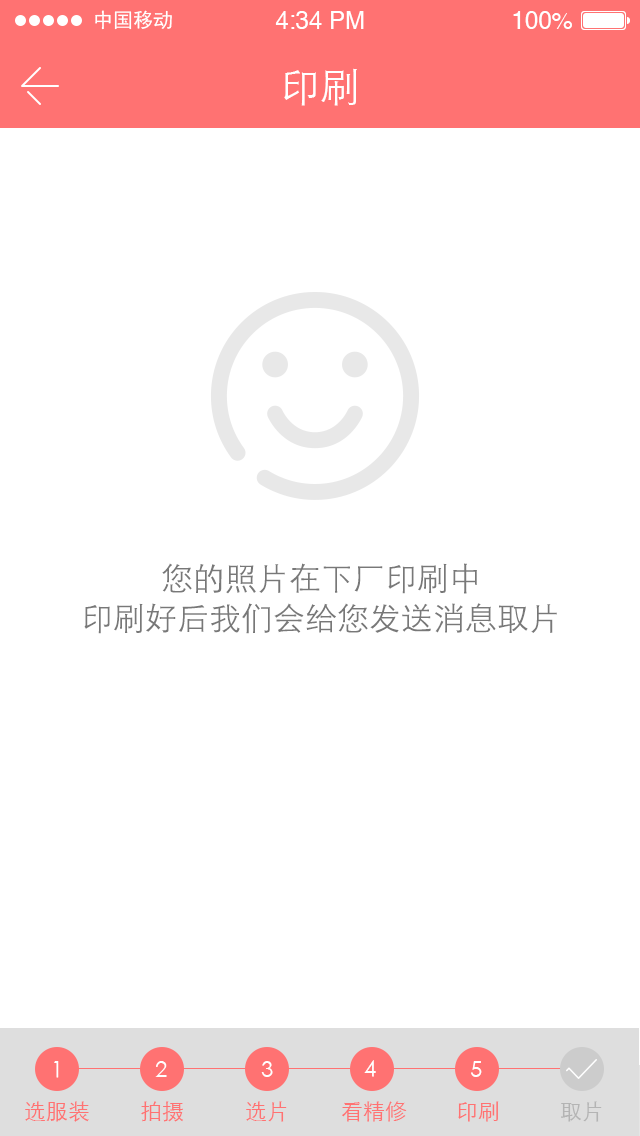 中国移动 4:34 PM 100%
印刷
您的照片在下厂印刷中
印刷好后我们会给您发送消息取片
1 2 3 4 5
选服装 拍摄 选片 看精修 印刷 取片